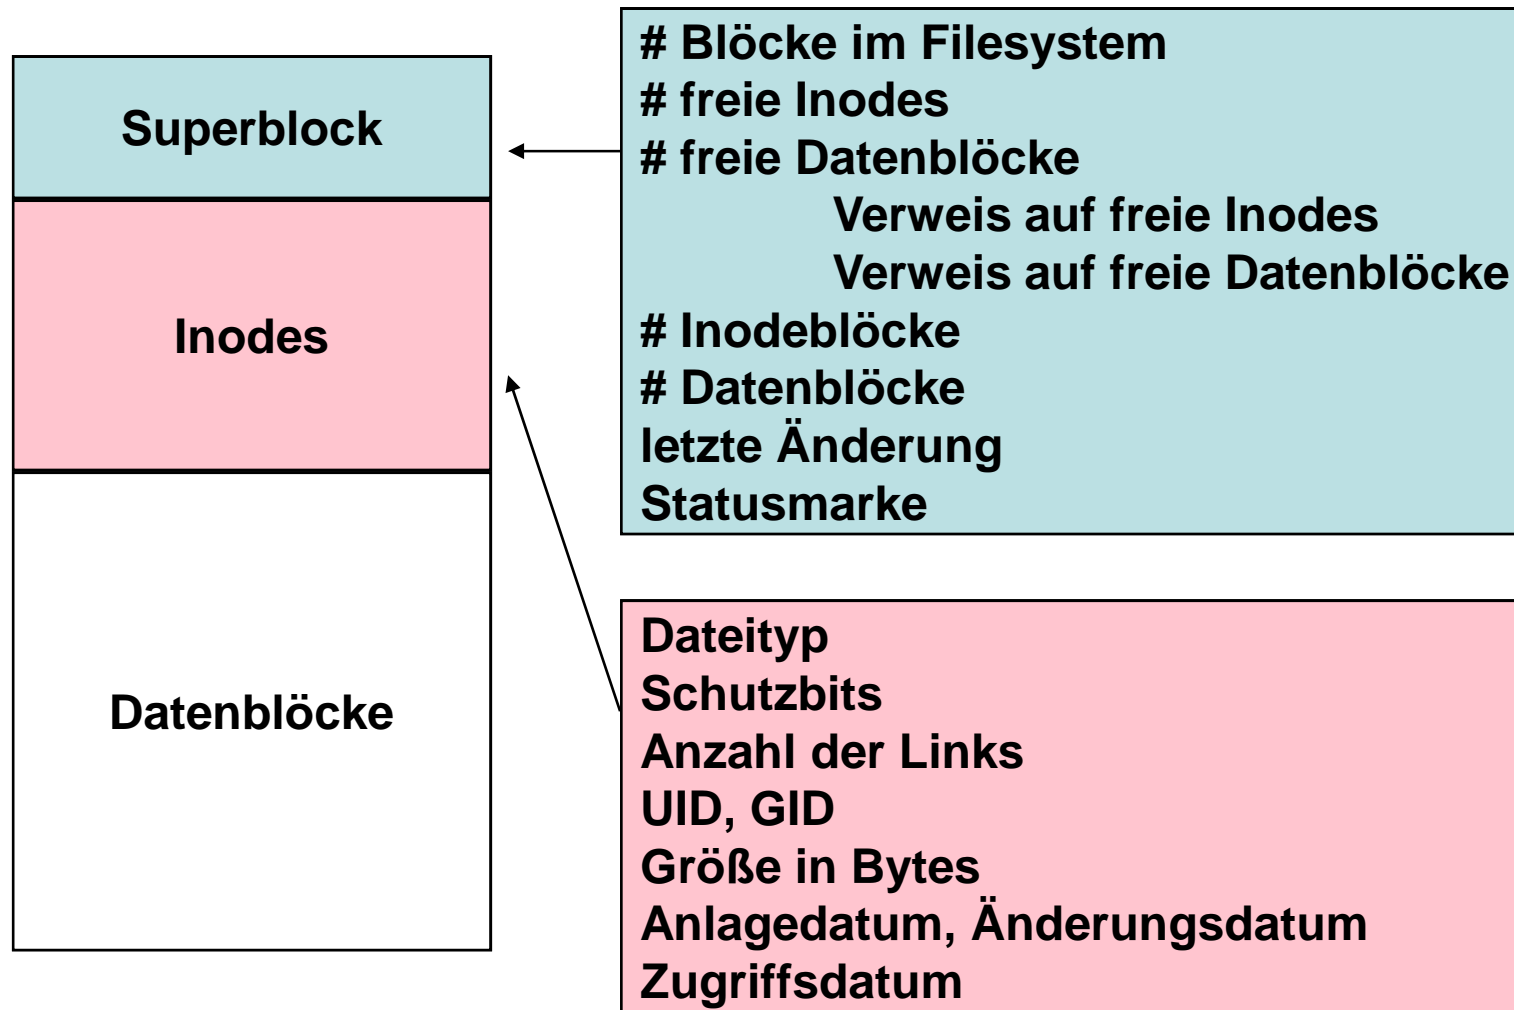 Superblock
Inodes
Datenblöcke
# Blöcke im Filesystem
# freie Inodes
# freie Datenblöcke
Verweis auf freie Inodes
Verweis auf freie Datenblöcke
# Inodeblöcke
# Datenblöcke
letzte Änderung
Statusmarke
Dateityp
Schutzbits
Anzahl der Links
UID, GID
Größe in Bytes
Anlagedatum, Änderungsdatum
Zugriffsdatum